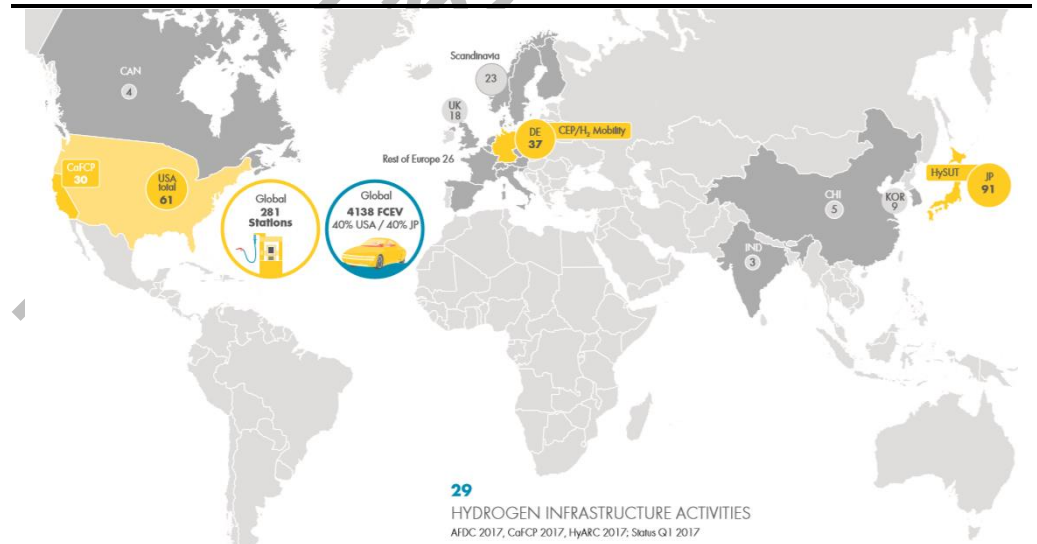 Scandinavia
23
CAN
4
UK
18
DE
37
CEP/H₂ Mobility
Rest of Europe 26
CaFCP
30
USA
total
61
Global
281
Stations
Global
4138 FCEV
40% USA / 40% JP
CHI
5
KOR
9
HySUT
JP
91
IND
3
29
HYDROGEN INFRASTRUCTURE ACTIVITIES
AFDC 2017, CaFCP 2017, HyARC 2017; Status Q1 2017